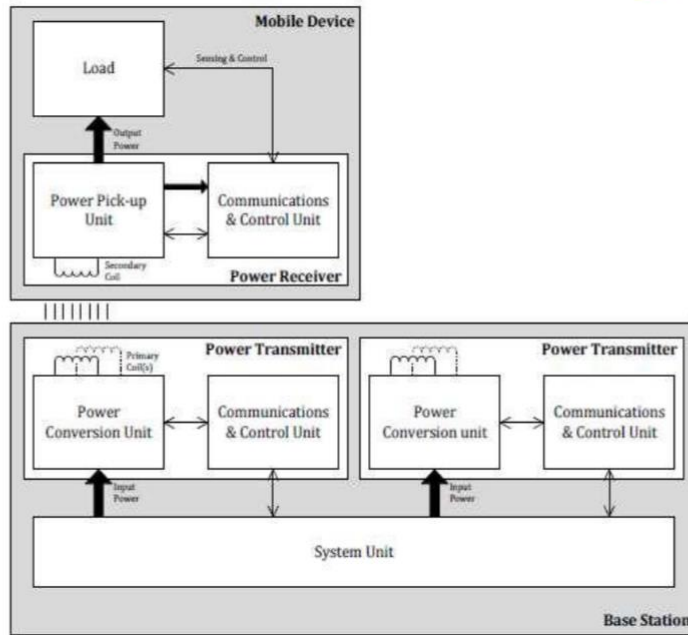 Mobile Device
Load
Sensing & Control
Output
Power
Power Pick-up
Unit
Communications
& Control Unit
Secondary
Coil
Power Receiver
Power Transmitter
Primary
Coil(s)
Power
Conversion Unit
Communications
& Control Unit
Input
Power
Power Transmitter
Power
Conversion unit
Communications
& Control Unit
Input
Power
System Unit
Base Station